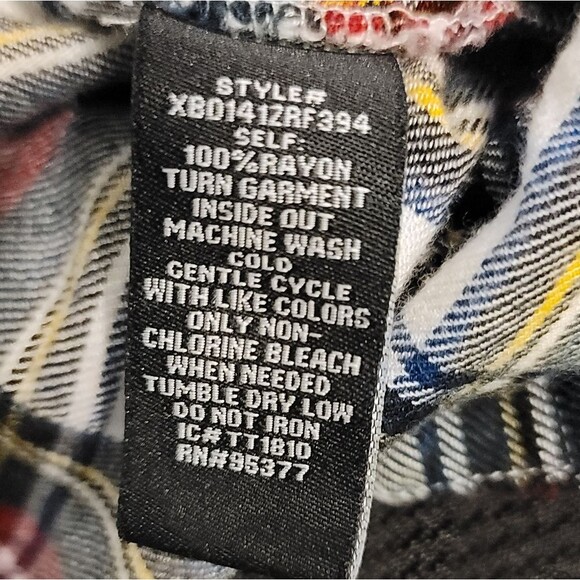 STYLE#
XBD141ZRF394
SELF:
100%RAYON
TURN GARMENT
INSIDE OUT
MACHINE WASH
COLD
GENTLE CYCLE
WITH LIKE COLORS
ONLY NON-
CHLORINE BLEACH
WHEN NEEDED
TUMBLE DRY LOW
DO NOT IRON
IC# TT1810
RN#95377